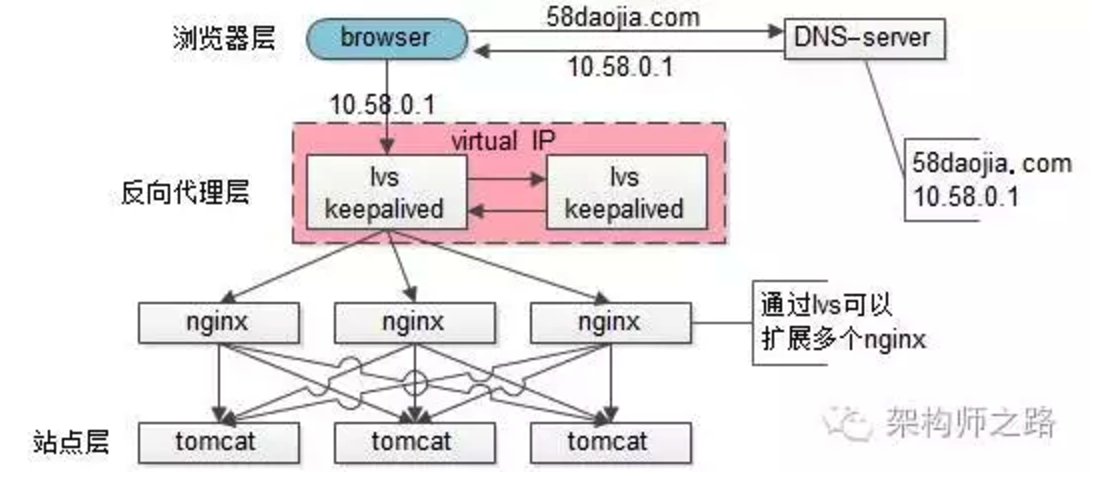 58daojia.com
浏览器层
browser
DNS-server
10.58.0.1
10.58.0.1
virtual IP
58daojia.com
10.58.0.1
反向代理层
lvs
keepalived
lvs
keepalived
nginx
nginx
nginx
通过lvs可以
扩展多个nginx
站点层
tomcat
tomcat
tomcat
架构师之路